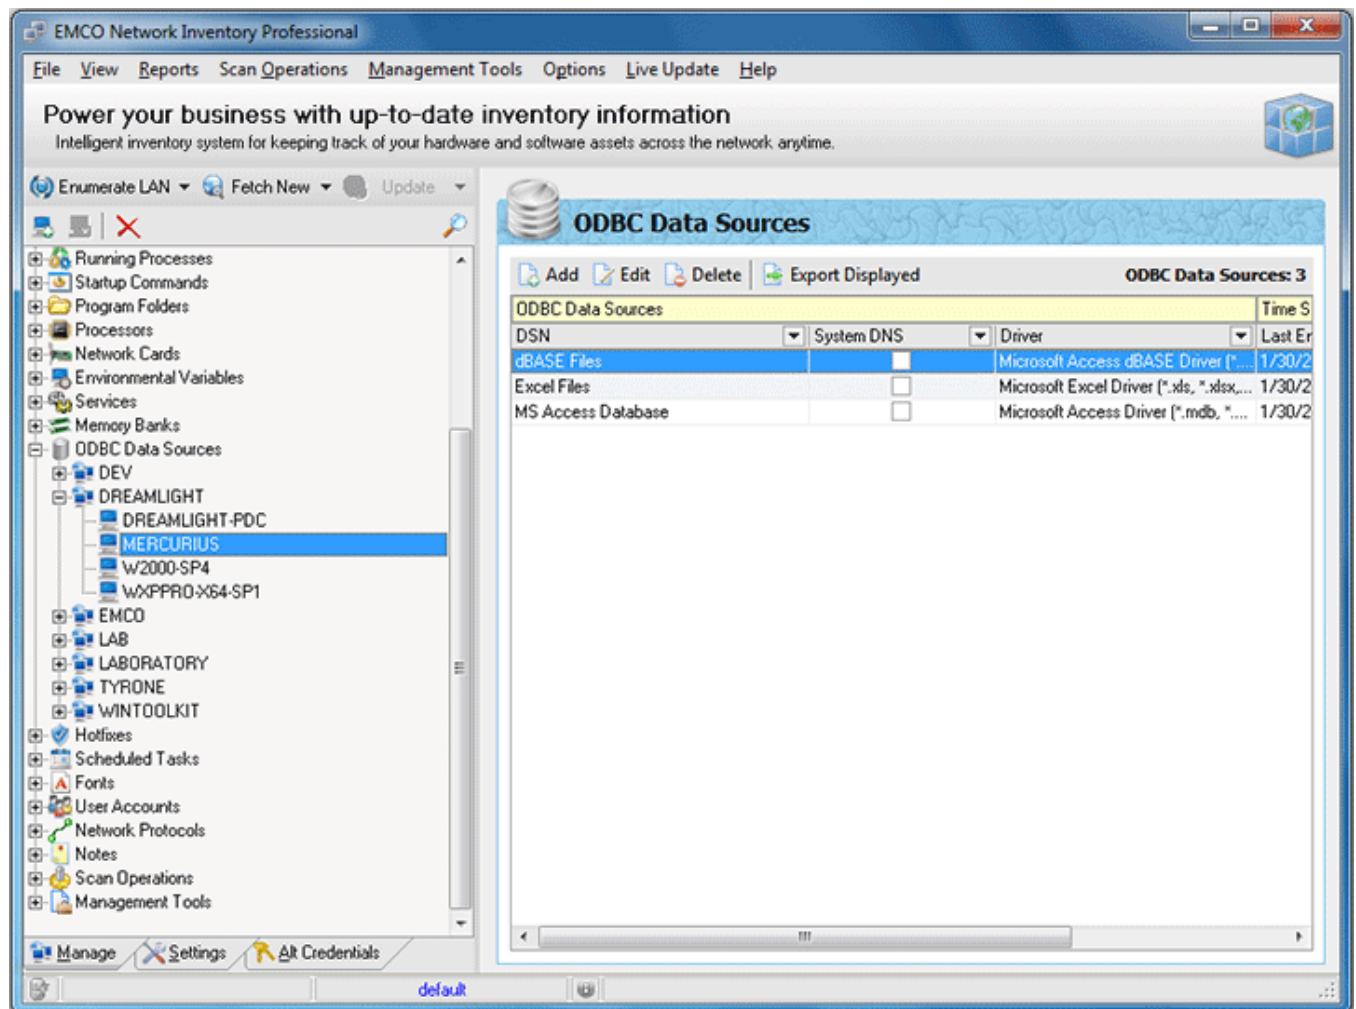 EMCO Network Inventory Professional
File View Reports Scan Operations Management Tools Options Live Update Help
Power your business with up-to-date inventory information
Intelligent inventory system for keeping track of your hardware and software assets across the network anytime.
Enumerate LAN Fetch New Update
Running Processes
Startup Commands
Program Folders
Processors
Network Cards
Environmental Variables
Services
Memory Banks
ODBC Data Sources
DEV
DREAMLIGHT
DREAMLIGHT-PDC
MERCURIUS
W2000-SP4
WXPPRO-X64-SP1
EMCO
LAB
LABORATORY
TYRONE
WINTOOLKIT
Hotfixes
Scheduled Tasks
Fonts
User Accounts
Network Protocols
Notes
Scan Operations
Management Tools
Manage Settings Alt Credentials
ODBC Data Sources
Add Edit Delete Export Displayed ODBC Data Sources: 3
ODBC Data Sources Time S
DSN System DNS Driver Last Er
dBASE Files Microsoft Access dBASE Driver (*.... 1/30/2
Excel Files Microsoft Excel Driver (*.xls, *.xlsx,... 1/30/2
MS Access Database Microsoft Access Driver (*.mdb, *.... 1/30/2
default